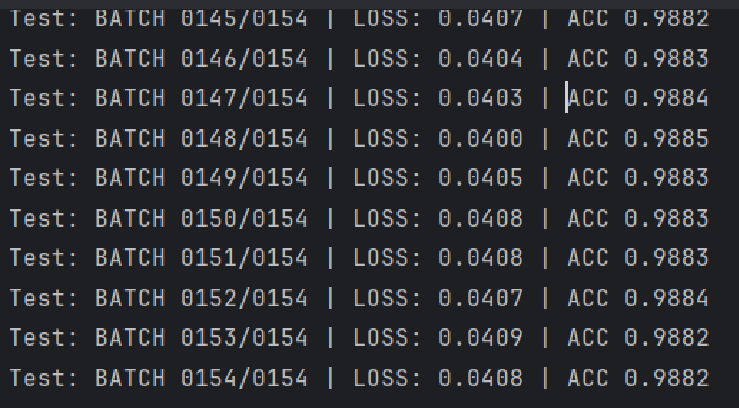 Test: BATCH 0145/0154 | LOSS: 0.0407 | ACC 0.9882
Test: BATCH 0146/0154 | LOSS: 0.0404 | ACC 0.9883
Test: BATCH 0147/0154 | LOSS: 0.0403 | ACC 0.9884
Test: BATCH 0148/0154 | LOSS: 0.0400 | ACC 0.9885
Test: BATCH 0149/0154 | LOSS: 0.0405 | ACC 0.9883
Test: BATCH 0150/0154 | LOSS: 0.0408 | ACC 0.9883
Test: BATCH 0151/0154 | LOSS: 0.0408 | ACC 0.9883
Test: BATCH 0152/0154 | LOSS: 0.0407 | ACC 0.9884
Test: BATCH 0153/0154 | LOSS: 0.0409 | ACC 0.9882
Test: BATCH 0154/0154 | LOSS: 0.0408 | ACC 0.9882